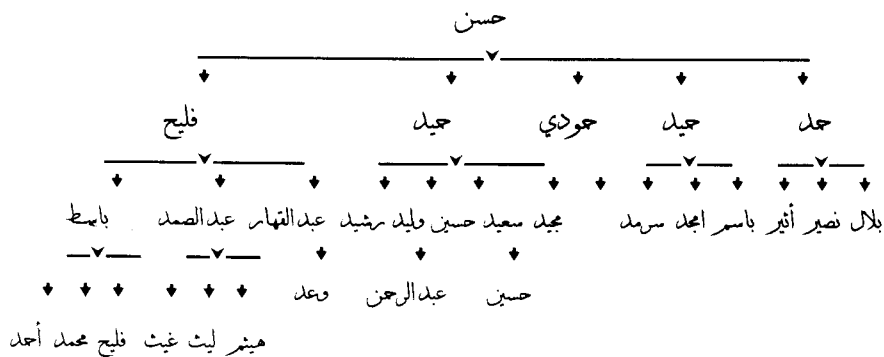 حسن
حمد حميد حمودي حميد فليح
بلال نصير أثير باسم امجد سرمد مجيد سعيد حسين وليد رشيد عبدالقهار عبدالصمد باسط
حسين عبدالرحمن وعد
هيثم ليث غيث فليح محمد أحمد